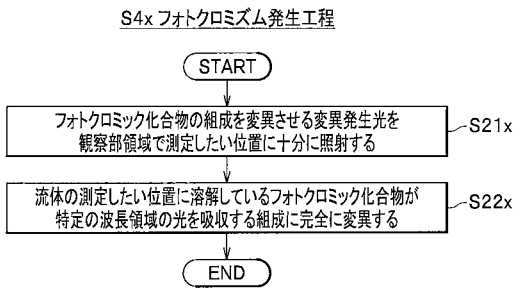 S4x フォトクロミズム発生工程
START
フォトクロミック化合物の組成を変異させる変異発生光を
観察部領域で測定したい位置に十分に照射する
S21x
流体の測定したい位置に溶解しているフォトクロミック化合物が
特定の波長領域の光を吸収する組成に完全に変異する
S22x
END